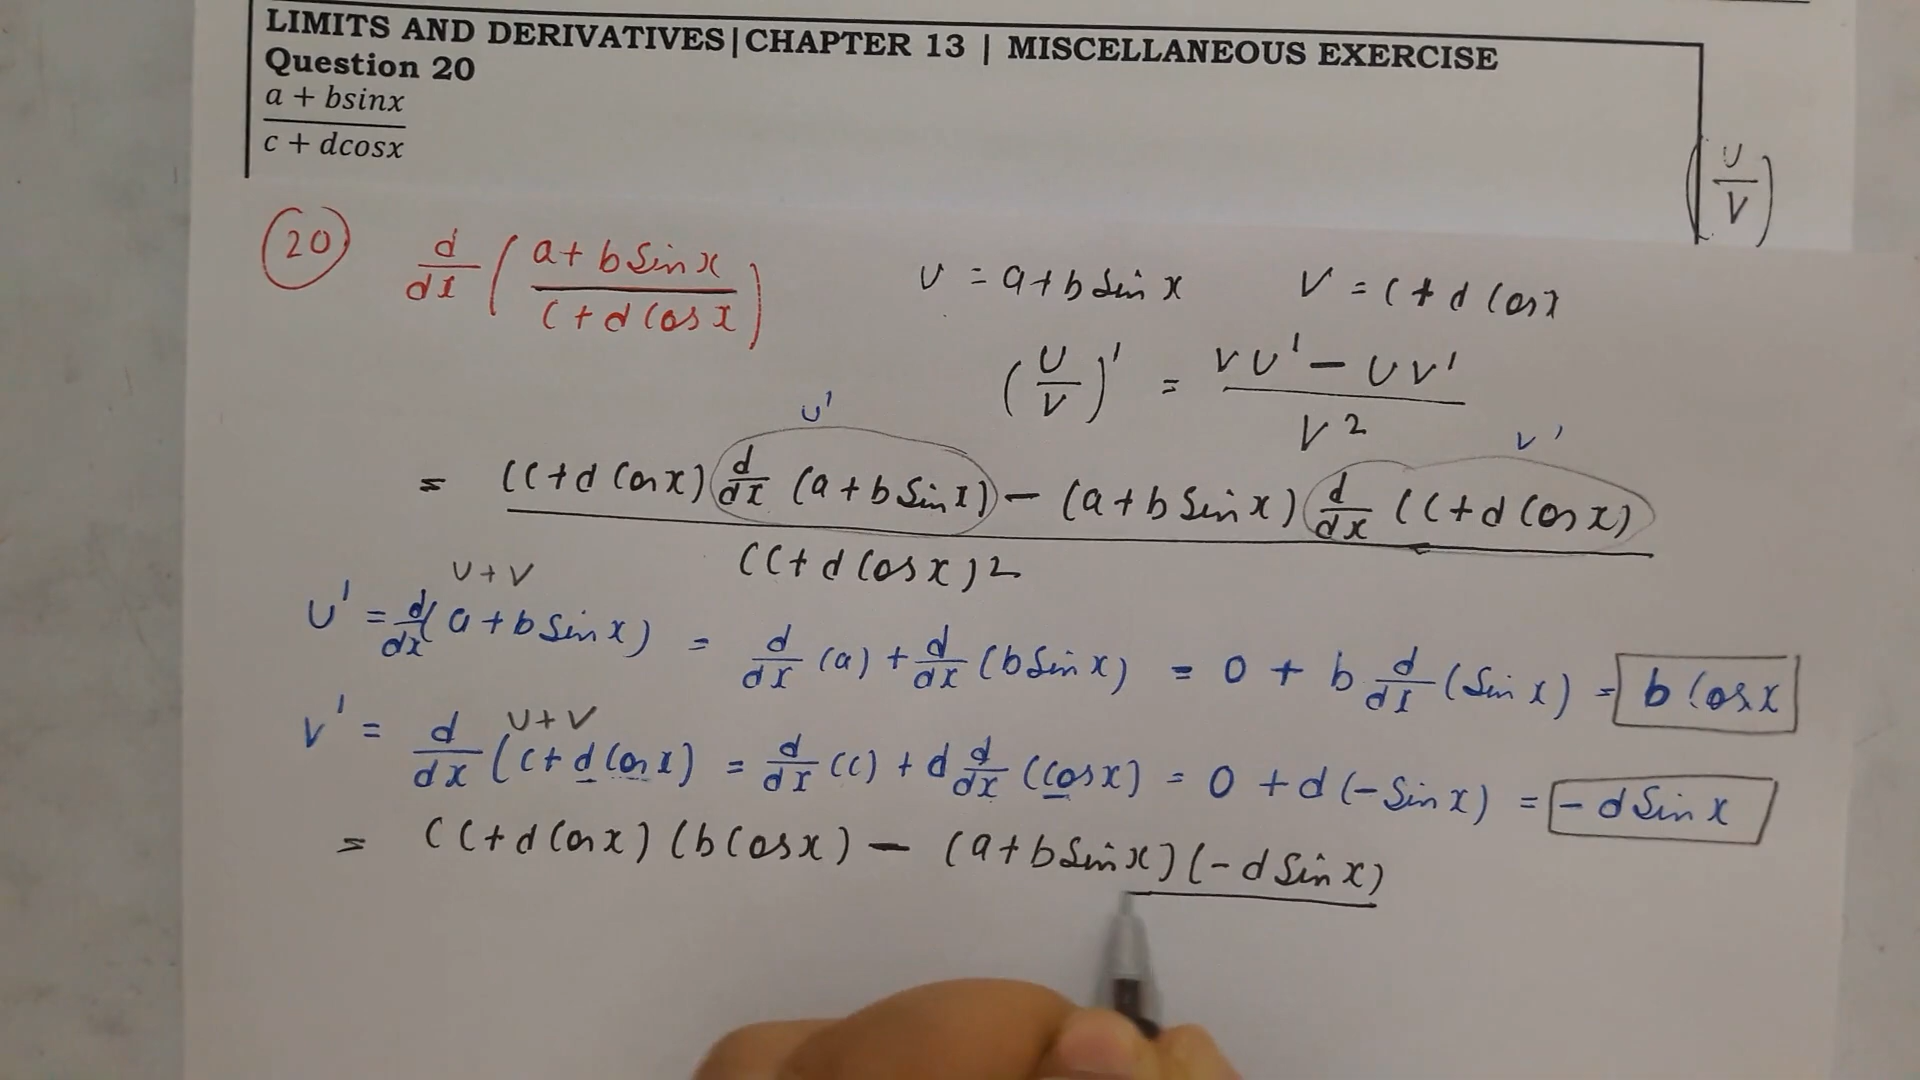 LIMITS AND DERIVATIVES|CHAPTER 13 | MISCELLANEOUS EXERCISE
Question 20
a + bsinx
c + dcosx
(U/V)
20 d/dx (a + b Sin x / C + d Cos x) U = a + b Sin x V = C + d Cos x
(U/V)' = VU' - UV' / V²
U' V'
= (C + d Cos x) d/dx (a + b Sin x) - (a + b Sin x) d/dx (C + d Cos x)
(C + d Cos x)2
U + V
U' = d/dx (a + b Sin x) = d/dx (a) + d/dx (b Sin x) = 0 + b d/dx (Sin x) = b Cos x
U + V
V' = d/dx (C + d Cos x) = d/dx (C) + d d/dx (Cos x) = 0 + d (- Sin x) = - d Sin x
= (C + d Cos x) (b Cos x) - (a + b Sin x) (- d Sin x)